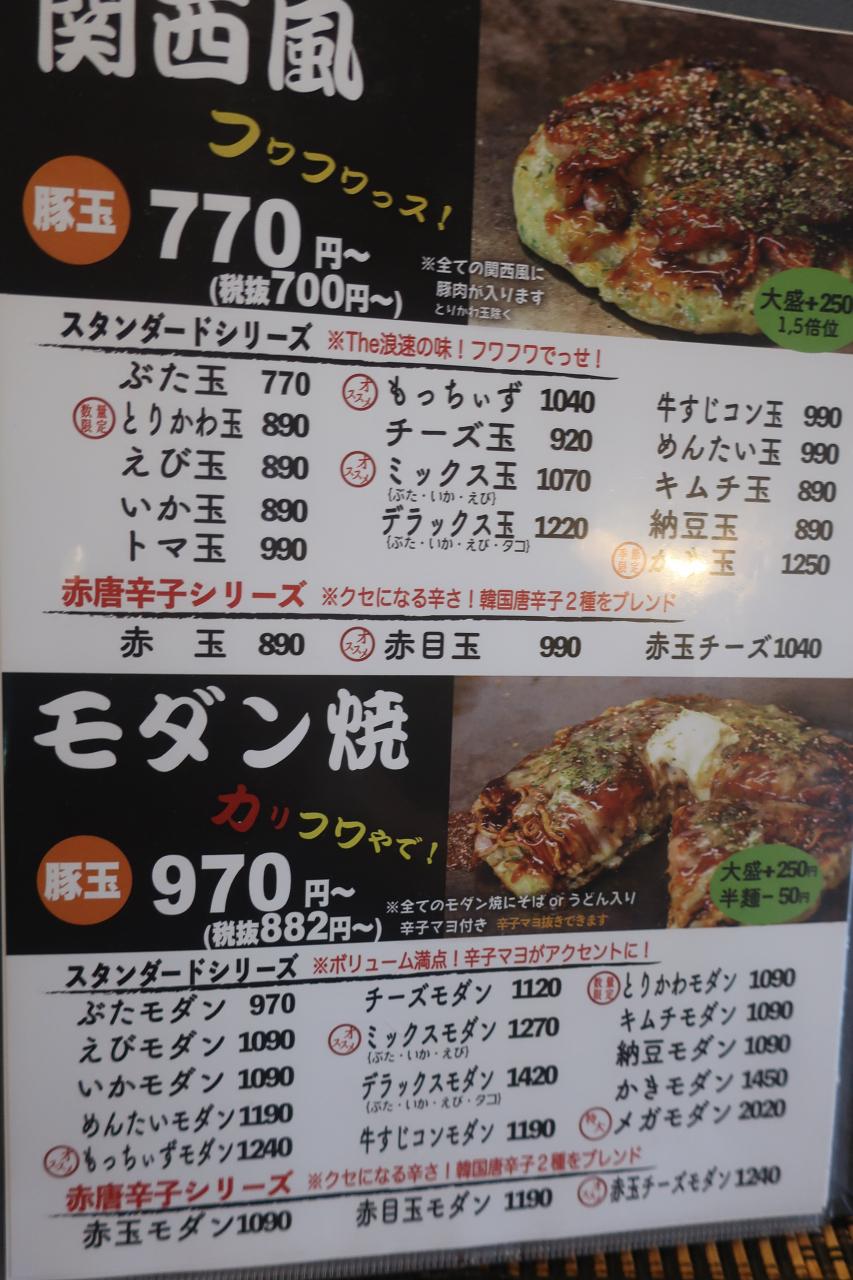 関西風
フワフワっス！
豚玉 770円〜
(税抜700円〜)
※全ての関西風に
豚肉が入ります
とりかわ玉除く
大盛+250
1,5倍位
スタンダードシリーズ ※The浪速の味！フワフワでっせ！
ぶた玉 770
数量限定 とりかわ玉 890
えび玉 890
いか玉 890
トマ玉 990
オススメ もっちぃず 1040
チーズ玉 920
オススメ ミックス玉 1070
{ぶた・いか・えび}
デラックス玉 1220
{ぶた・いか・えび・タコ}
牛すじコン玉 990
めんたい玉 990
キムチ玉 890
納豆玉 890
季節限定 か 玉 1250
赤唐辛子シリーズ ※クセになる辛さ！韓国唐辛子2種をブレンド
赤 玉 890
オススメ 赤目玉 990
赤玉チーズ 1040
モダン焼
カリフワやで！
豚玉 970円〜
(税抜882円〜)
※全てのモダン焼にそば or うどん入り
辛子マヨ付き 辛子マヨ抜きできます
大盛+250円
半麺−50円
スタンダードシリーズ ※ボリューム満点！辛子マヨがアクセントに！
ぶたモダン 970
えびモダン 1090
いかモダン 1090
めんたいモダン 1190
オススメ もっちぃずモダン 1240
チーズモダン 1120
オススメ ミックスモダン 1270
{ぶた・いか・えび}
デラックスモダン 1420
{ぶた・いか・えび・タコ}
牛すじコンモダン 1190
数量限定 とりかわモダン 1090
キムチモダン 1090
納豆モダン 1090
かきモダン 1450
特大 メガモダン 2020
赤唐辛子シリーズ ※クセになる辛さ！韓国唐辛子2種をブレンド
赤玉モダン 1090
赤目玉モダン 1190
オススメ 赤玉チーズモダン 1240